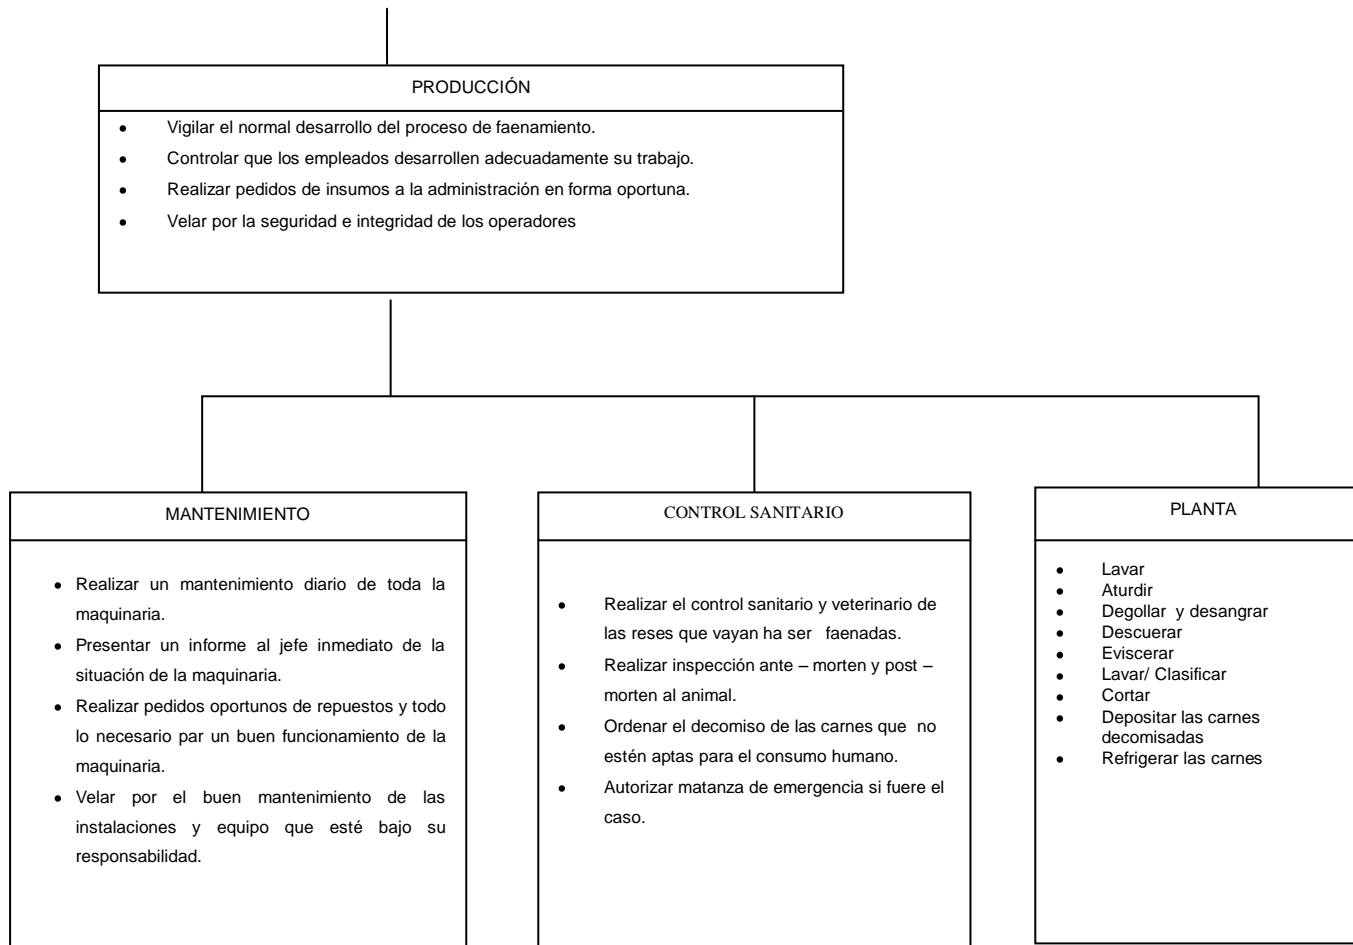 PRODUCCIÓN
• Vigilar el normal desarrollo del proceso de faenamiento.
• Controlar que los empleados desarrollen adecuadamente su trabajo.
• Realizar pedidos de insumos a la administración en forma oportuna.
• Velar por la seguridad e integridad de los operadores
MANTENIMIENTO
• Realizar un mantenimiento diario de toda la
maquinaria.
• Presentar un informe al jefe inmediato de la
situación de la maquinaria.
• Realizar pedidos oportunos de repuestos y todo
lo necesario par un buen funcionamiento de la
maquinaria.
• Velar por el buen mantenimiento de las
instalaciones y equipo que esté bajo su
responsabilidad.
CONTROL SANITARIO
• Realizar el control sanitario y veterinario de
las reses que vayan ha ser faenadas.
• Realizar inspección ante – morten y post –
morten al animal.
• Ordenar el decomiso de las carnes que no
estén aptas para el consumo humano.
• Autorizar matanza de emergencia si fuere el
caso.
PLANTA
• Lavar
• Aturdir
• Degollar y desangrar
• Descuerar
• Eviscerar
• Lavar/ Clasificar
• Cortar
• Depositar las carnes
decomisadas
• Refrigerar las carnes